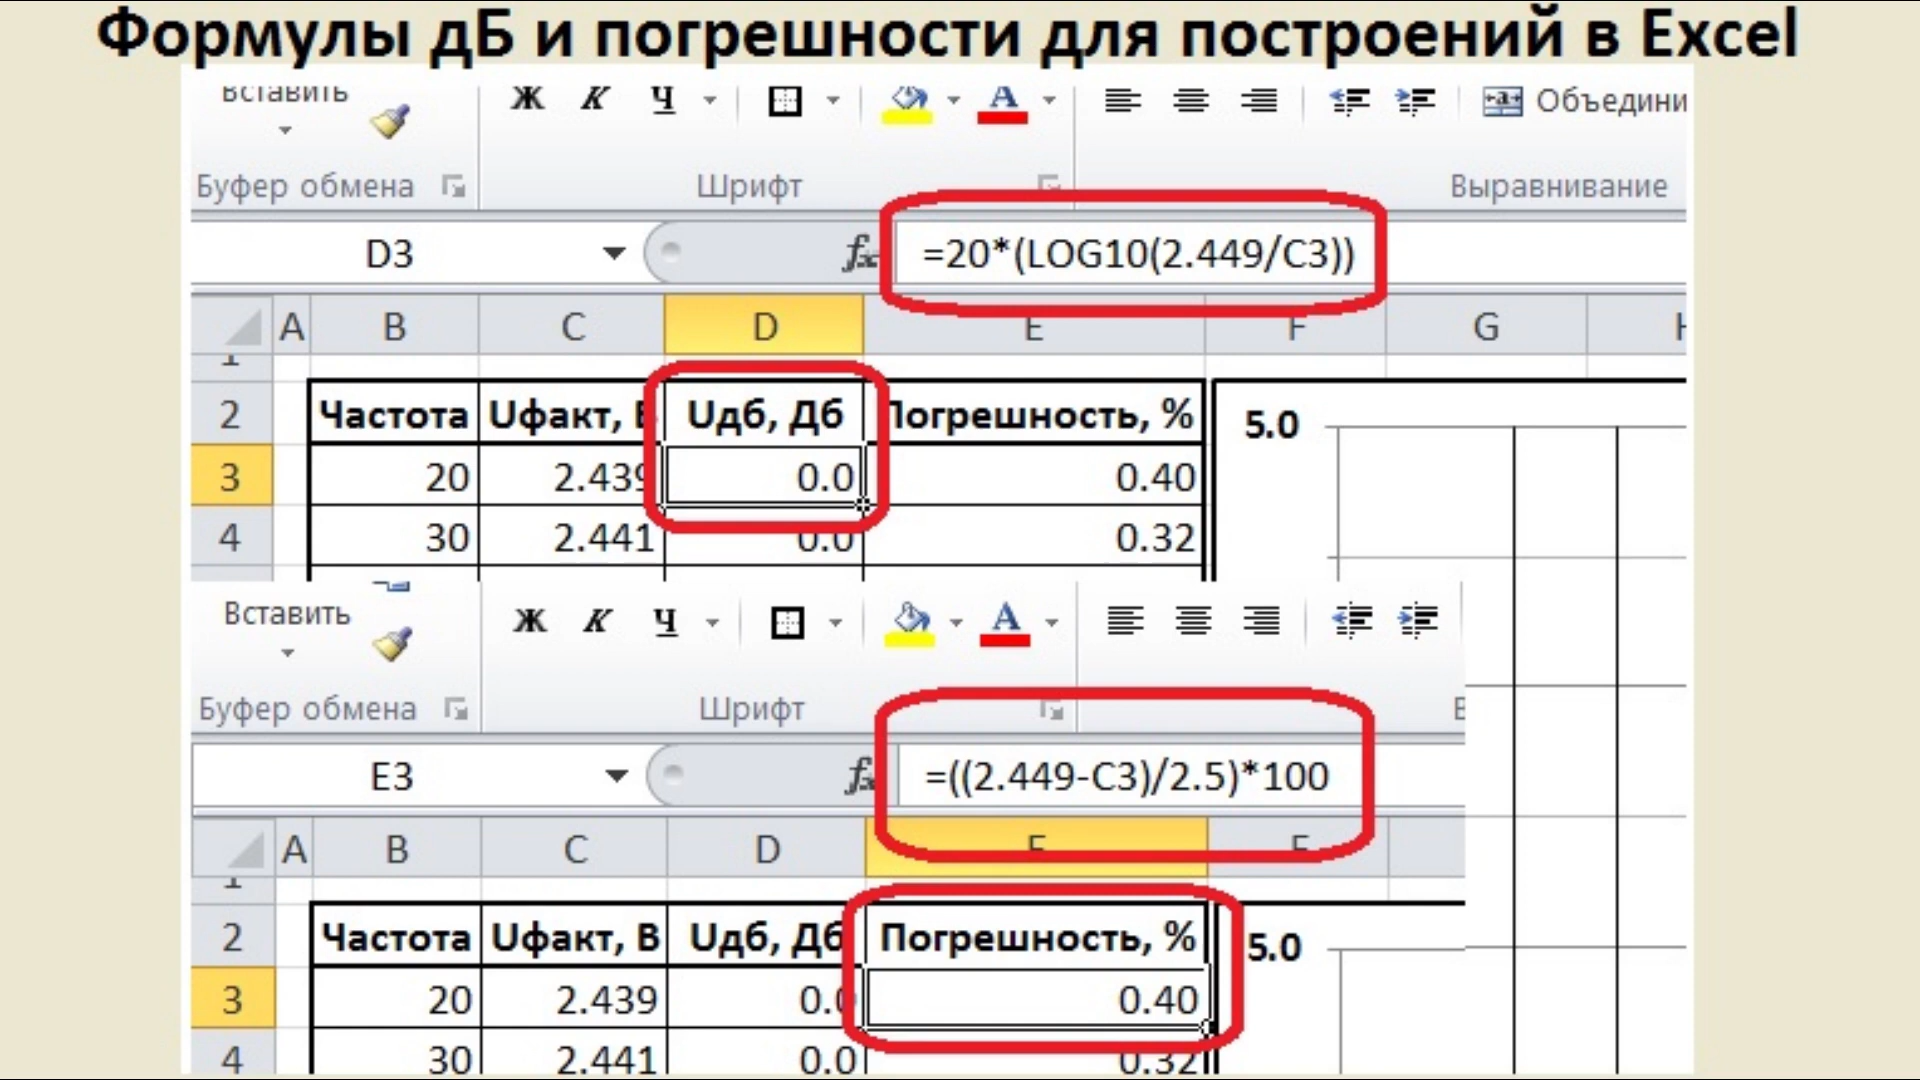 Формулы дБ и погрешности для построений в Excel
Вставить Ж К Ч А Объедини
Буфер обмена Шрифт Выравнивание
D3 fx =20*(LOG10(2.449/C3))
A B C D E F G H
1
2 Частота Uфакт, В Uдб, Дб Погрешность, % 5.0
3 20 2.439 0.0 0.40
4 30 2.441 0.0 0.32
Вставить Ж К Ч А
Буфер обмена Шрифт В
E3 fx =((2.449-C3)/2.5)*100
A B C D E F
1
2 Частота Uфакт, В Uдб, Дб Погрешность, % 5.0
3 20 2.439 0.0 0.40
4 30 2.441 0.0 0.32